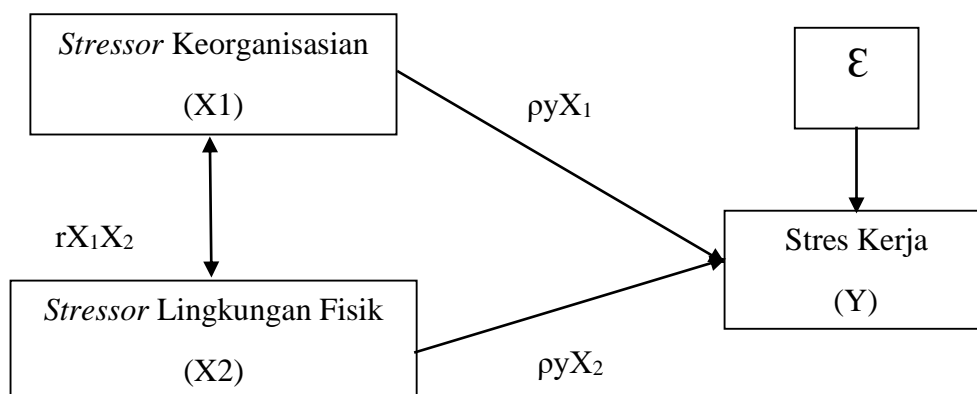 Stressor Keorganisasian
(X1)
ε
ρyX₁
rX₁X₂
Stres Kerja
(Y)
Stressor Lingkungan Fisik
(X2)
ρyX₂